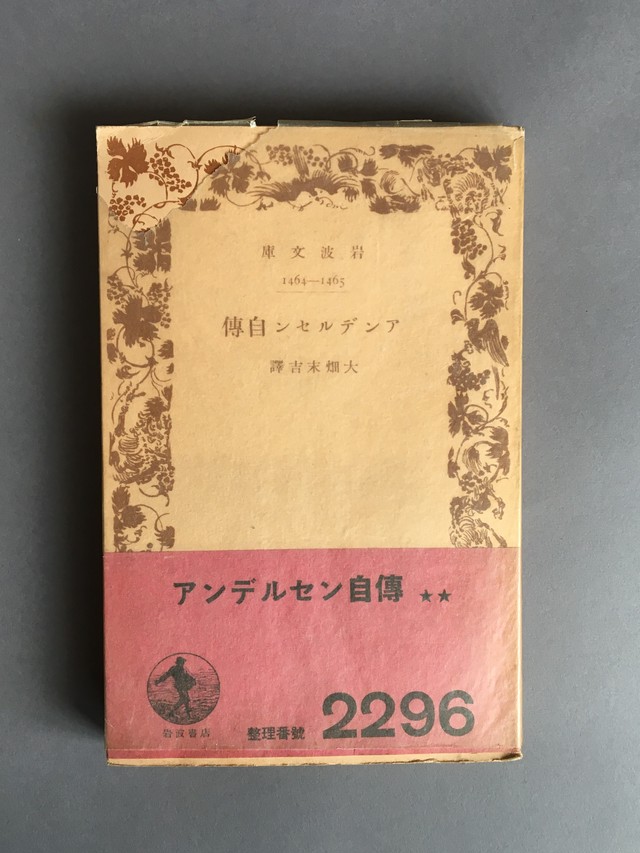 岩波文庫
1464—1465
アンデルセン自傳
大畑末吉譯
アンデルセン自傳 ★★
岩波書店
整理番號 2296